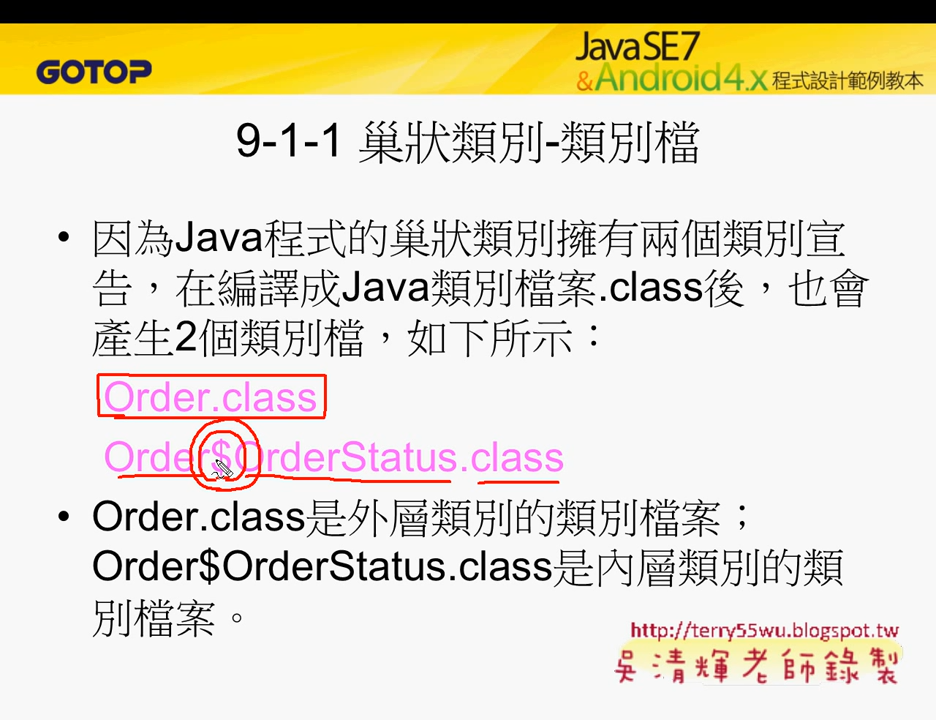 GOTOP
JavaSE7
&Android4.x 程式設計範例教本
9-1-1 巢狀類別-類別檔
• 因為Java程式的巢狀類別擁有兩個類別宣
告，在編譯成Java類別檔案.class後，也會
產生2個類別檔，如下所示：
Order.class
Order$OrderStatus.class
• Order.class是外層類別的類別檔案；
Order$OrderStatus.class是內層類別的類
別檔案。
http://terry55wu.blogspot.tw
吳清輝老師錄製